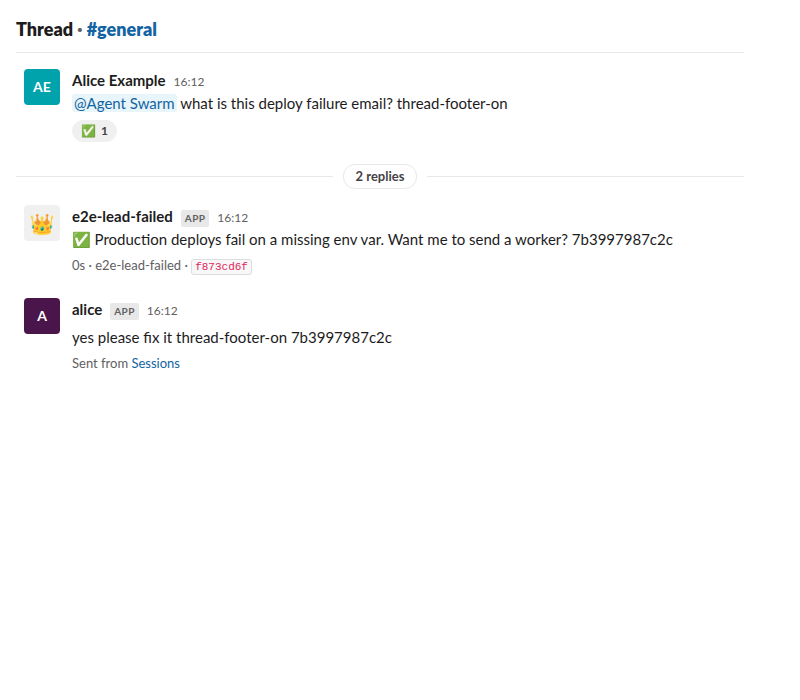 Thread • #general
AE
Alice Example 16:12
@Agent Swarm what is this deploy failure email? thread-footer-on
✅ 1
2 replies
e2e-lead-failed APP 16:12
✅ Production deploys fail on a missing env var. Want me to send a worker? 7b3997987c2c
0s · e2e-lead-failed · f873cd6f
A
alice APP 16:12
yes please fix it thread-footer-on 7b3997987c2c
Sent from Sessions